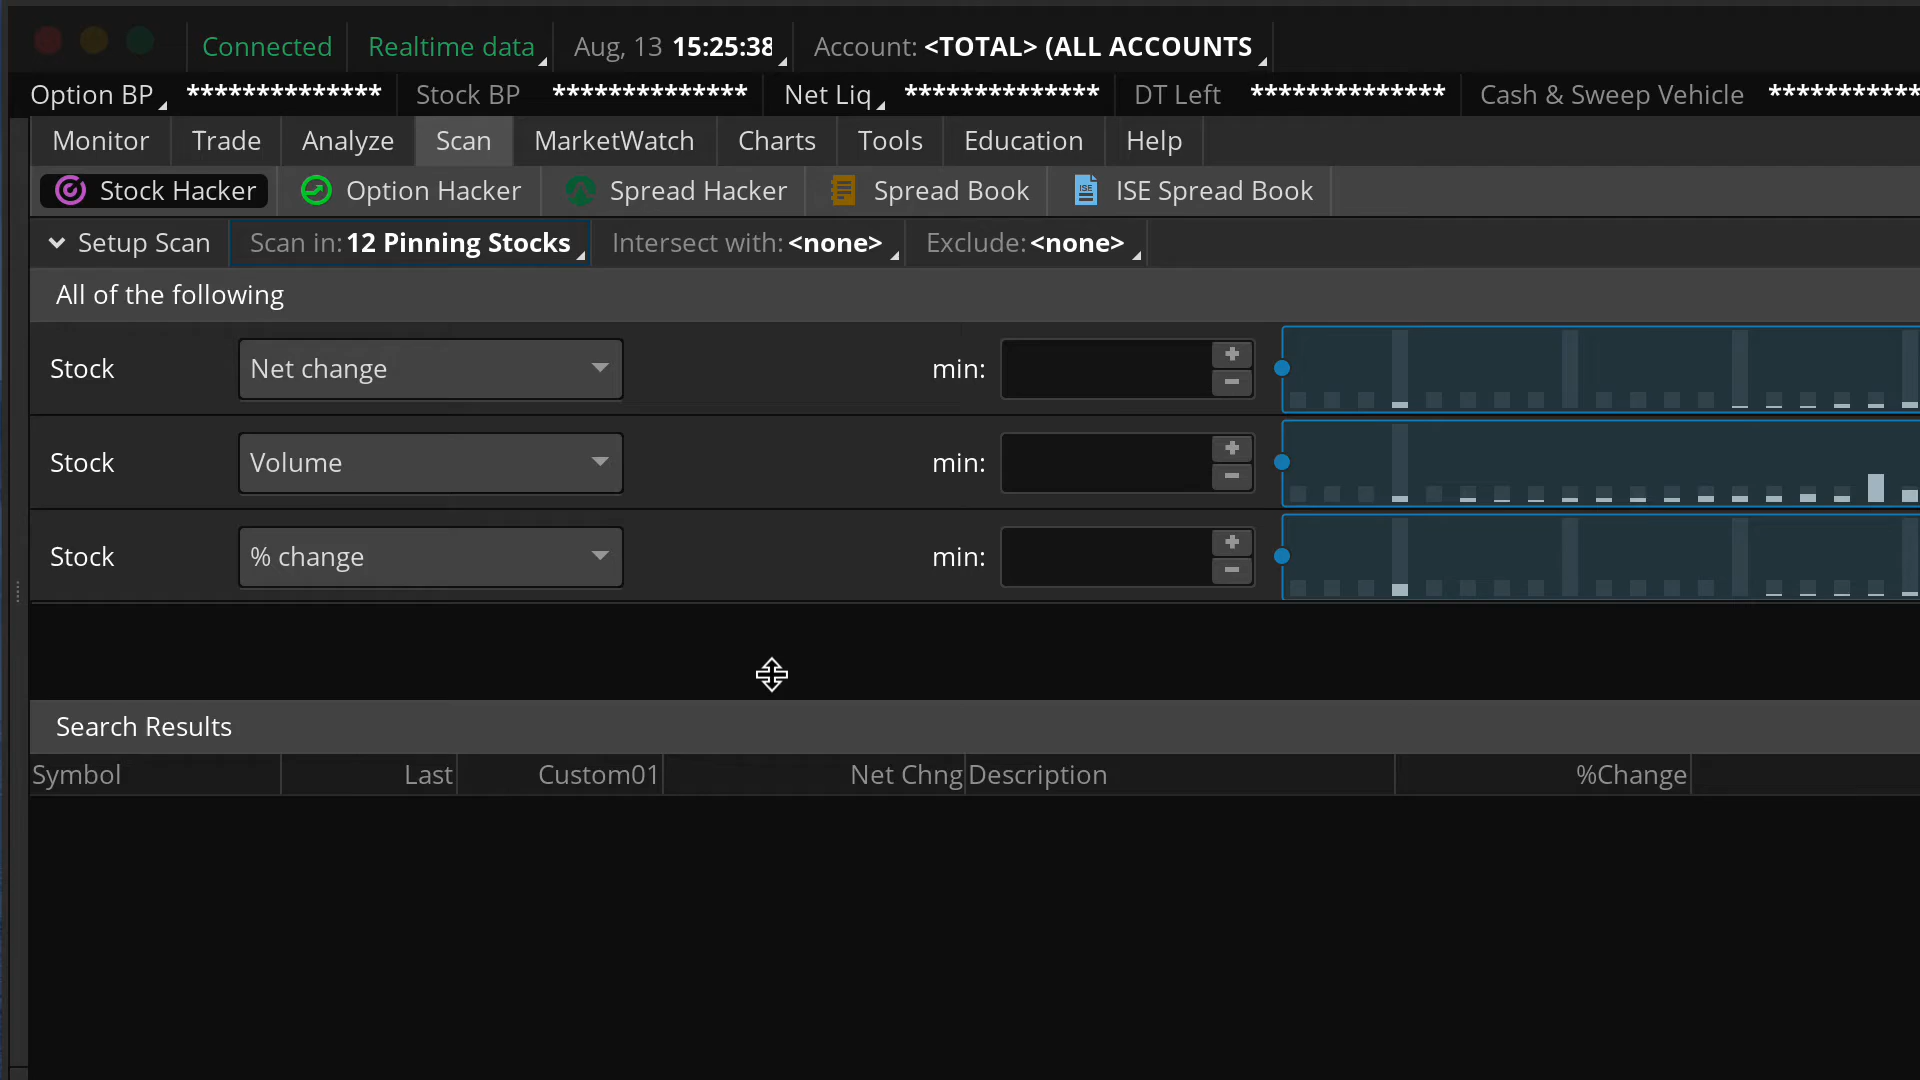 Connected Realtime data Aug, 13 15:25:38 Account: <TOTAL> (ALL ACCOUNTS
Option BP ************** Stock BP ************** Net Liq ************** DT Left ************** Cash & Sweep Vehicle ***********
Monitor Trade Analyze Scan MarketWatch Charts Tools Education Help
Stock Hacker Option Hacker Spread Hacker Spread Book ISE ISE Spread Book
Setup Scan Scan in: 12 Pinning Stocks Intersect with: <none> Exclude: <none>
All of the following
Stock Net change min:
Stock Volume min:
Stock % change min:
Search Results
Symbol Last Custom01 Net Chng Description %Change